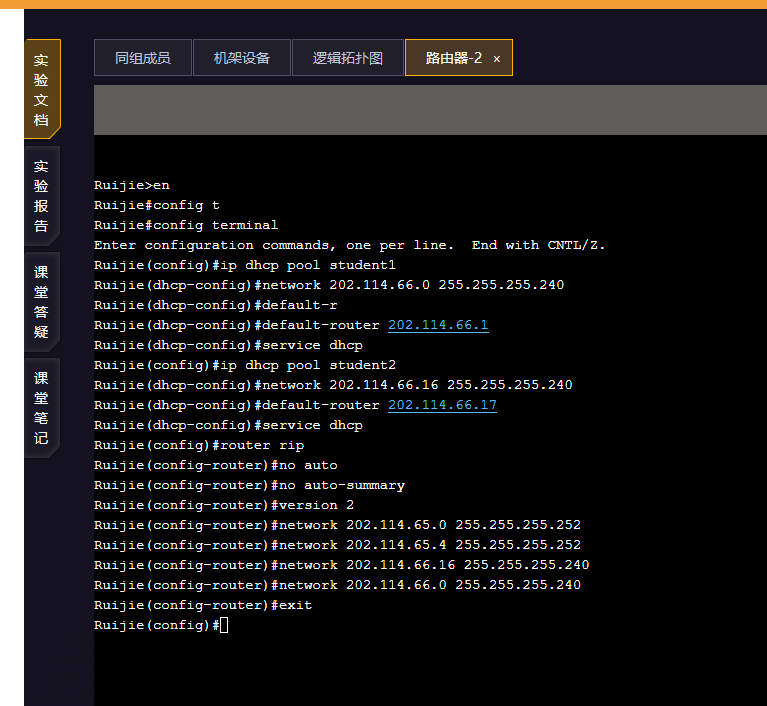 同组成员 机架设备 逻辑拓扑图 路由器-2 ×
实验文档
实验报告
课堂答疑
课堂笔记
Ruijie>en
Ruijie#config t
Ruijie#config terminal
Enter configuration commands, one per line.  End with CNTL/Z.
Ruijie(config)#ip dhcp pool student1
Ruijie(dhcp-config)#network 202.114.66.0 255.255.255.240
Ruijie(dhcp-config)#default-r
Ruijie(dhcp-config)#default-router 202.114.66.1
Ruijie(dhcp-config)#service dhcp
Ruijie(config)#ip dhcp pool student2
Ruijie(dhcp-config)#network 202.114.66.16 255.255.255.240
Ruijie(dhcp-config)#default-router 202.114.66.17
Ruijie(dhcp-config)#service dhcp
Ruijie(config)#router rip
Ruijie(config-router)#no auto
Ruijie(config-router)#no auto-summary
Ruijie(config-router)#version 2
Ruijie(config-router)#network 202.114.65.0 255.255.255.252
Ruijie(config-router)#network 202.114.65.4 255.255.255.252
Ruijie(config-router)#network 202.114.66.16 255.255.255.240
Ruijie(config-router)#network 202.114.66.0 255.255.255.240
Ruijie(config-router)#exit
Ruijie(config)#